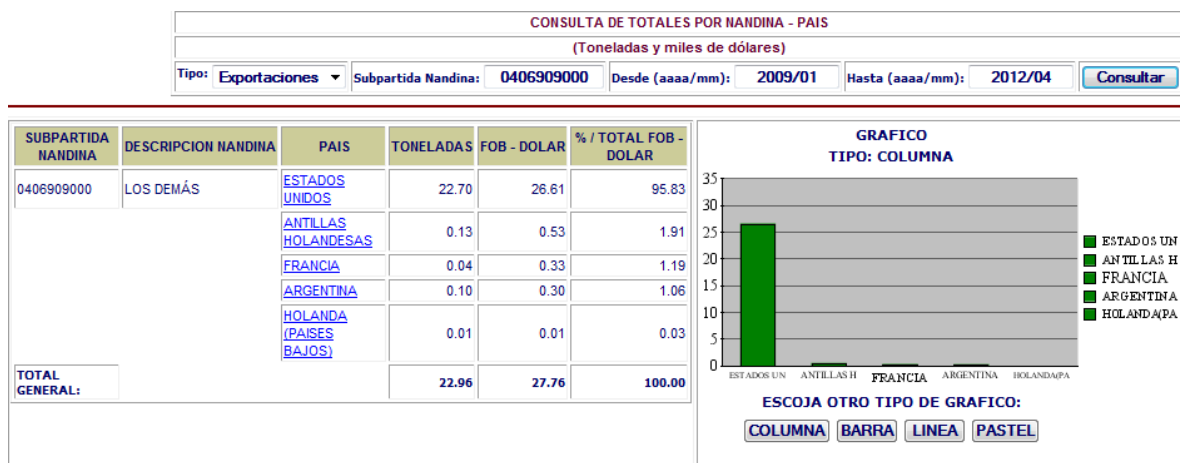 CONSULTA DE TOTALES POR NANDINA - PAIS
(Toneladas y miles de dólares)
Tipo: Exportaciones Subpartida Nandina: 0406909000 Desde (aaaa/mm): 2009/01 Hasta (aaaa/mm): 2012/04 Consultar
SUBPARTIDA NANDINA DESCRIPCION NANDINA PAIS TONELADAS FOB - DOLAR % / TOTAL FOB - DOLAR
0406909000 LOS DEMÁS ESTADOS UNIDOS 22.70 26.61 95.83
ANTILLAS HOLANDESAS 0.13 0.53 1.91
FRANCIA 0.04 0.33 1.19
ARGENTINA 0.10 0.30 1.06
HOLANDA (PAISES BAJOS) 0.01 0.01 0.03
TOTAL GENERAL: 22.96 27.76 100.00
GRAFICO
TIPO: COLUMNA
35
30
25
20
15
10
5
0
ESTADOS UN ANTILLAS H FRANCIA ARGENTINA HOLANDA(PA
ESTADOS UN
ANTILLAS H
FRANCIA
ARGENTINA
HOLANDA(PA
ESCOJA OTRO TIPO DE GRAFICO:
COLUMNA BARRA LINEA PASTEL